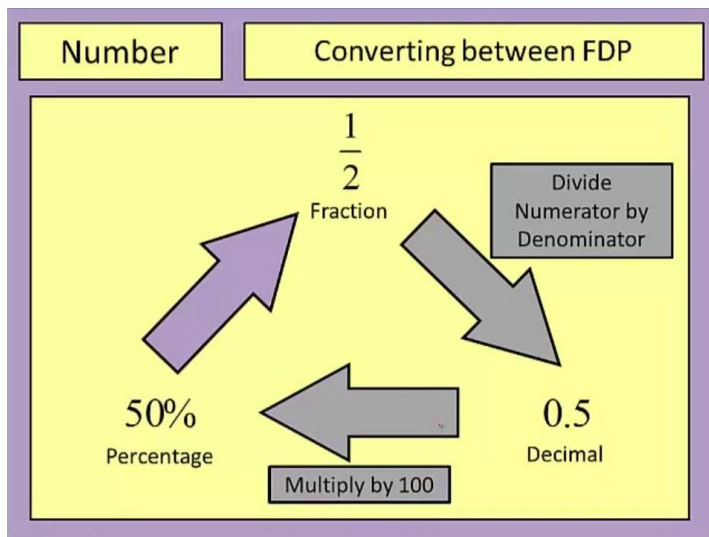 Number
Converting between FDP
1
2
Fraction
Divide
Numerator by
Denominator
50%
Percentage
0.5
Decimal
Multiply by 100